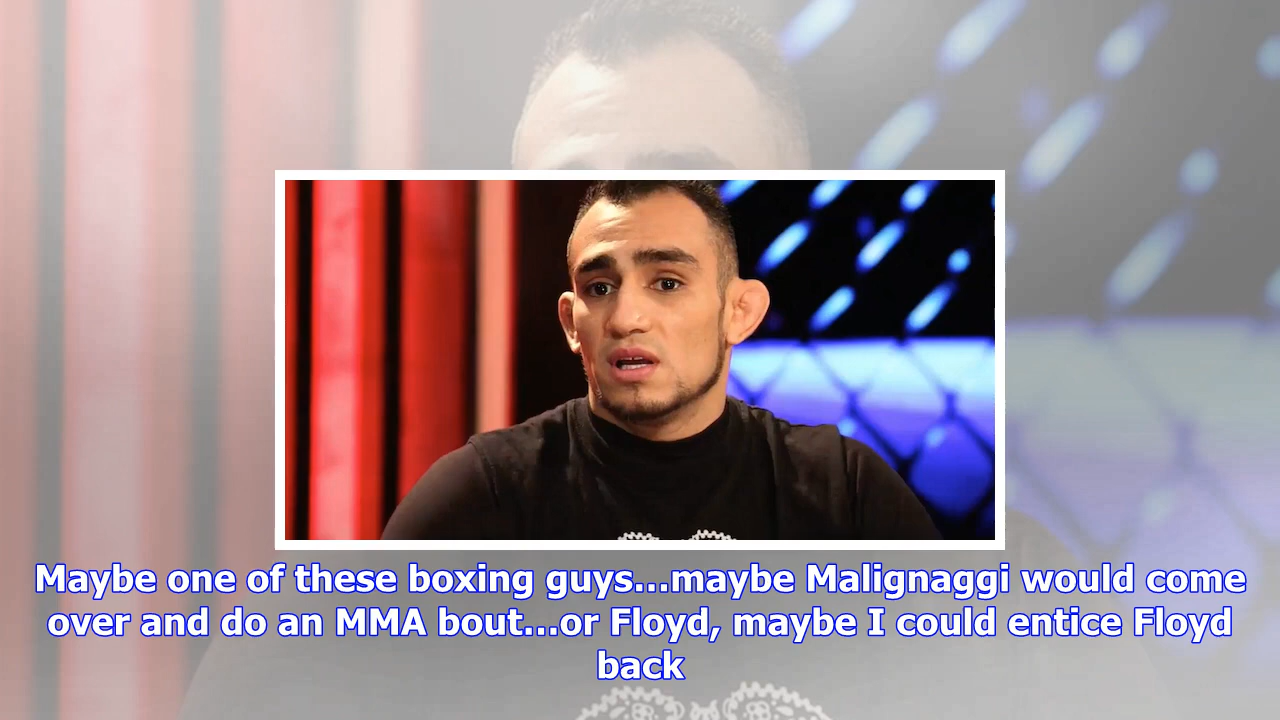 Maybe one of these boxing guys...maybe Malignaggi would come
over and do an MMA bout...or Floyd, maybe I could entice Floyd
back